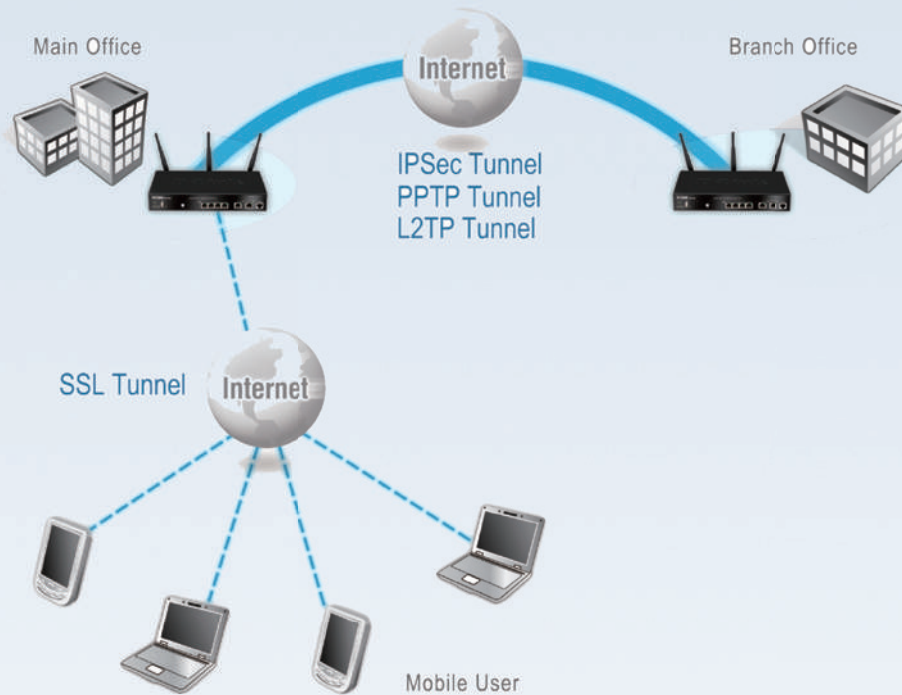 Main Office
Internet
Branch Office
IPSec Tunnel
PPTP Tunnel
L2TP Tunnel
SSL Tunnel
Internet
Mobile User